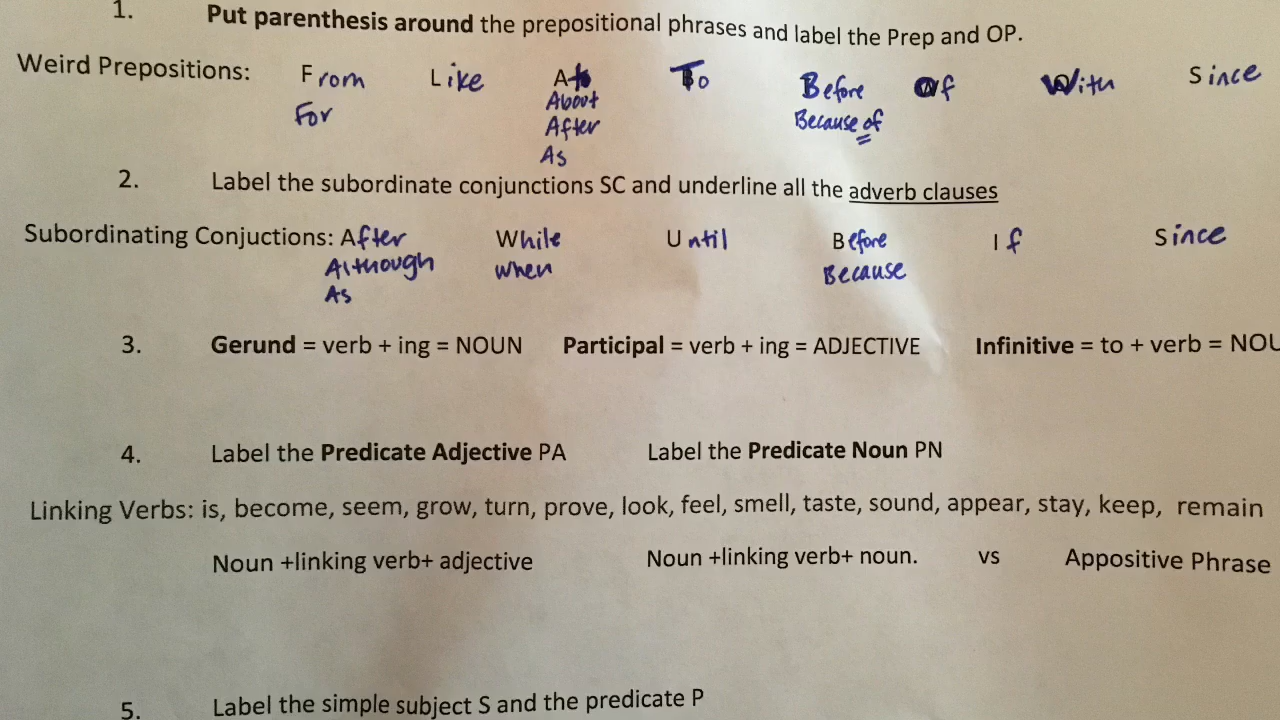 1. Put parenthesis around the prepositional phrases and label the Prep and OP.
Weird Prepositions: From Like At To Before Of With Since
For About Because of
After
As
2. Label the subordinate conjunctions SC and underline all the adverb clauses
Subordinating Conjuctions: After While Until Before If Since
Although When Because
As
3. Gerund = verb + ing = NOUN Participal = verb + ing = ADJECTIVE Infinitive = to + verb = NOU
4. Label the Predicate Adjective PA Label the Predicate Noun PN
Linking Verbs: is, become, seem, grow, turn, prove, look, feel, smell, taste, sound, appear, stay, keep, remain
Noun +linking verb+ adjective Noun +linking verb+ noun. vs Appositive Phrase
5. Label the simple subject S and the predicate P